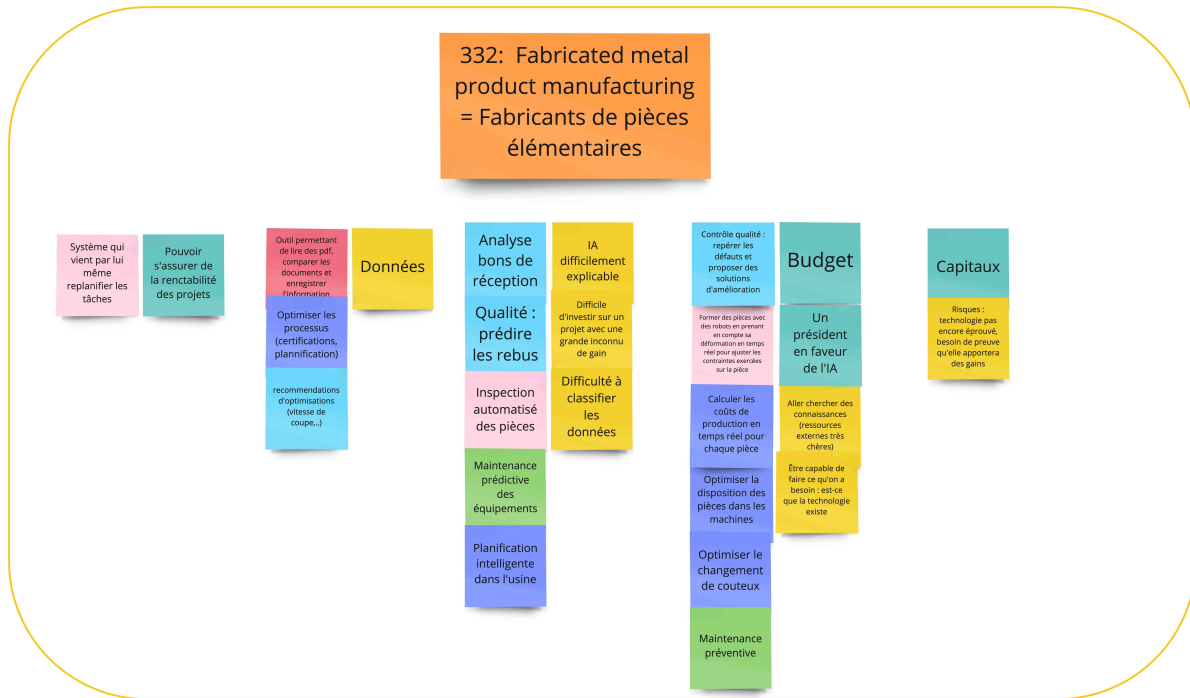 332: Fabricated metal
product manufacturing
= Fabricants de pièces
élémentaires
Système qui
vient par lui
même
replanifier les
tâches
Pouvoir
s'assurer de
la renctabilité
des projets
Outil permettant
de lire des pdf,
comparer les
documents et
enregistrer
l'information
Optimiser les
processus
(certifications,
plannification)
recommendations
d'optimisations
(vitesse de
coupe,..)
Données
Analyse
bons de
réception
Qualité :
prédire
les rebus
Inspection
automatisé
des pièces
Maintenance
prédictive
des
équipements
Planification
intelligente
dans l'usine
IA
difficilement
explicable
Difficile
d'investir sur un
projet avec une
grande inconnu
de gain
Difficulté à
classifier
les
données
Contrôle qualité :
repérer les
défauts et
proposer des
solutions
d'amélioration
Former des pièces avec
des robots en prenant
en compte sa
déformation en temps
réel pour ajuster les
contraintes exercées
sur la pièce
Calculer les
coûts de
production en
temps réel pour
chaque pièce
Optimiser la
disposition des
pièces dans les
machines
Optimiser le
changement
de couteux
Maintenance
préventive
Budget
Un
président
en faveur
de l'IA
Aller chercher des
connaissances
(ressources
externes très
chères)
Être capable de
faire ce qu'on a
besoin : est-ce
que la technologie
existe
Capitaux
Risques :
technologie pas
encore éprouvé,
besoin de preuve
qu'elle apportera
des gains